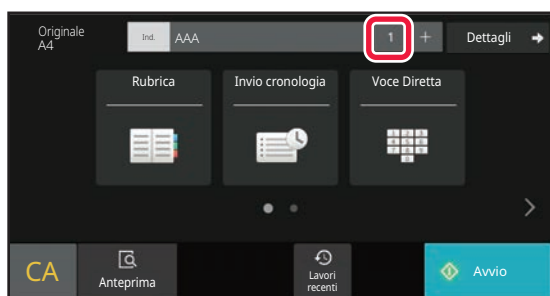 Originale
A4
Ind.
AAA
1
+
Dettagli
Rubrica
Invio cronologia
Voce Diretta
CA
Anteprima
Lavori
recenti
Avvio